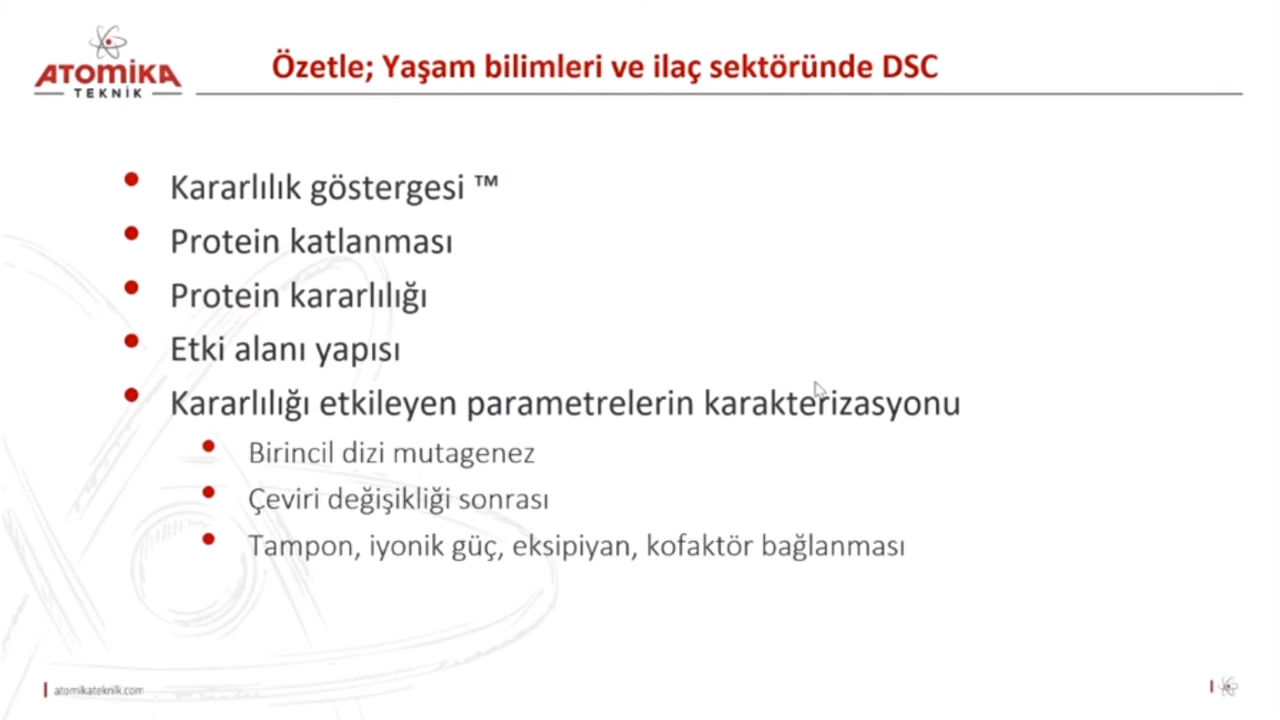 ATOMİKA
TEKNİK
Özetle; Yaşam bilimleri ve ilaç sektöründe DSC
Kararlılık göstergesi ™
Protein katlanması
Protein kararlılığı
Etki alanı yapısı
Kararlılığı etkileyen parametrelerin karakterizasyonu
Birincil dizi mutagenez
Çeviri değişikliği sonrası
Tampon, iyonik güç, eksipiyan, kofaktör bağlanması
atomikateknik.com